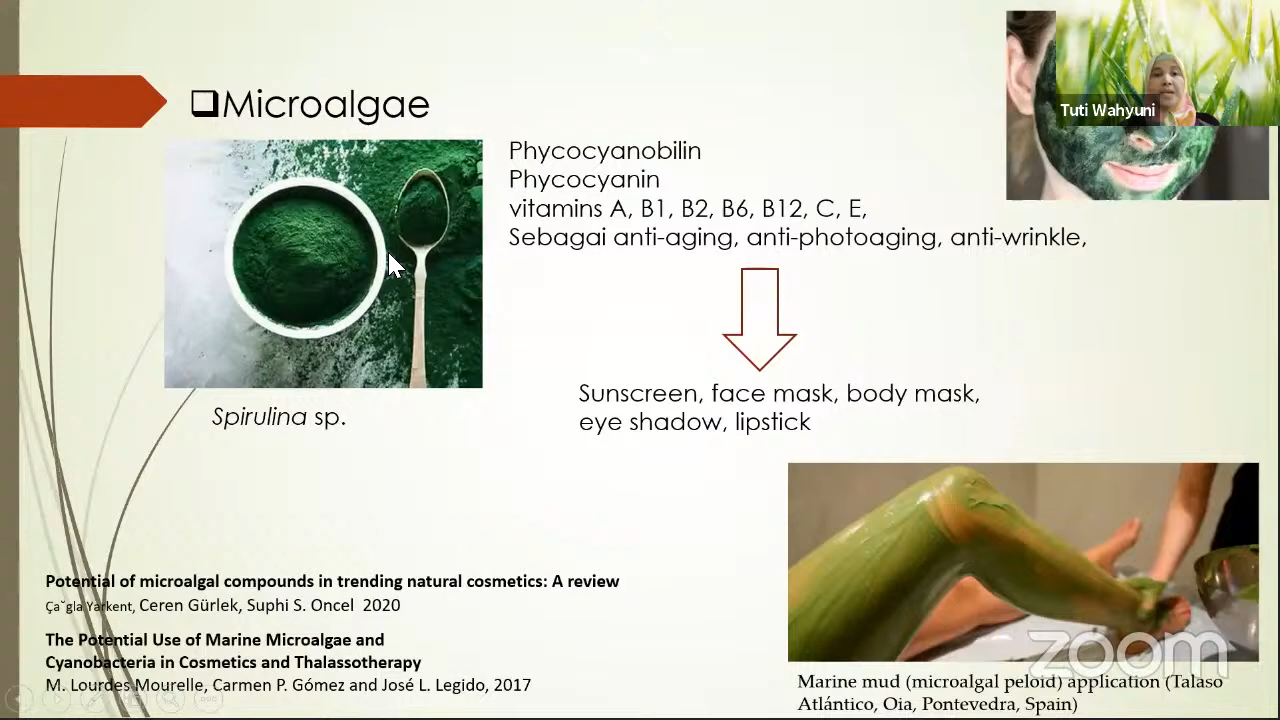 Microalgae
Tuti Wahyuni
Phycocyanobilin
Phycocyanin
vitamins A, B1, B2, B6, B12, C, E,
Sebagai anti-aging, anti-photoaging, anti-wrinkle,
Spirulina sp.
Sunscreen, face mask, body mask,
eye shadow, lipstick
Potential of microalgal compounds in trending natural cosmetics: A review
Ça˘gla Yarkent, Ceren Gürlek, Suphi S. Oncel 2020
The Potential Use of Marine Microalgae and
Cyanobacteria in Cosmetics and Thalassotherapy
M. Lourdes Mourelle, Carmen P. Gómez and José L. Legido, 2017
zoom
Marine mud (microalgal peloid) application (Talaso
Atlántico, Oia, Pontevedra, Spain)